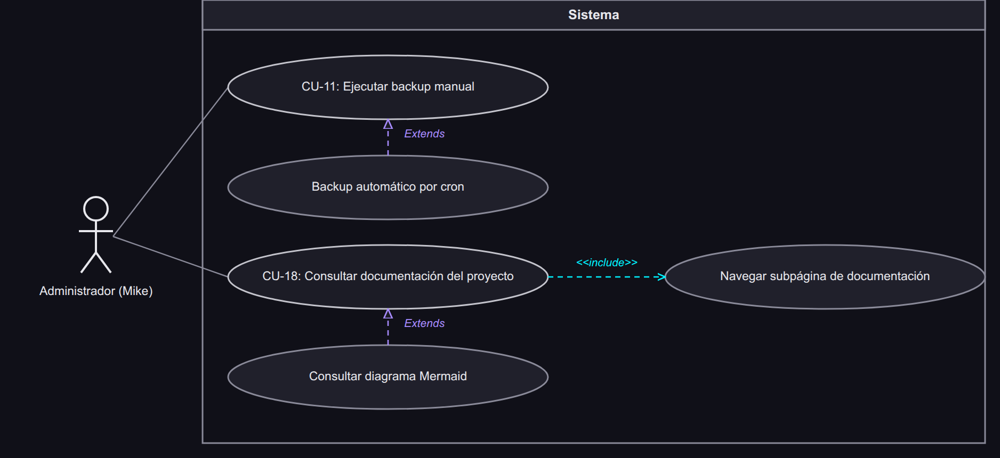 Sistema
CU-11: Ejecutar backup manual
Extends
Backup automático por cron
Administrador (Mike)
CU-18: Consultar documentación del proyecto
<<include>>
Navegar subpágina de documentación
Extends
Consultar diagrama Mermaid